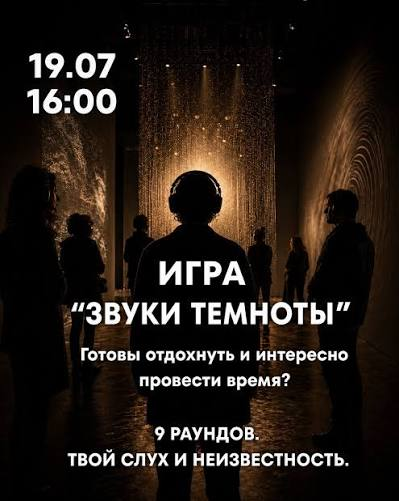 19.07
16:00
ИГРА
“ЗВУКИ ТЕМНОТЫ”
Готовы отдохнуть и интересно
провести время?
9 РАУНДОВ.
ТВОЙ СЛУХ И НЕИЗВЕСТНОСТЬ.